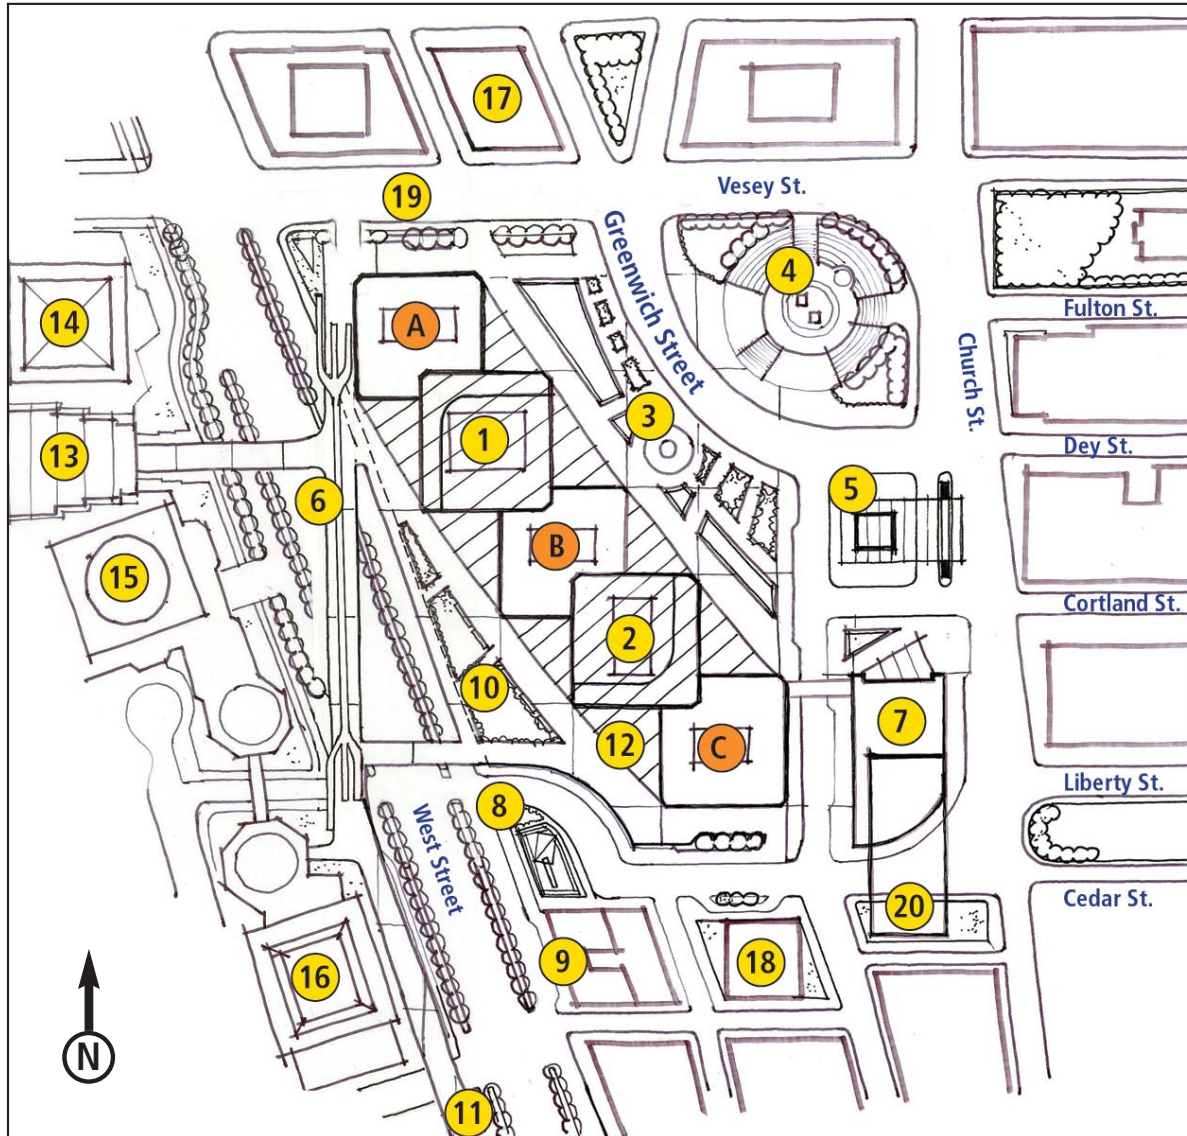 17
19
Vesey St.
Greenwich Street
4
14
A
Fulton St.
Church St.
3
1
13
Dey St.
6
5
B
15
Cortland St.
2
10
7
12
C
Liberty St.
8
West Street
20
Cedar St.
9
18
16
N
11